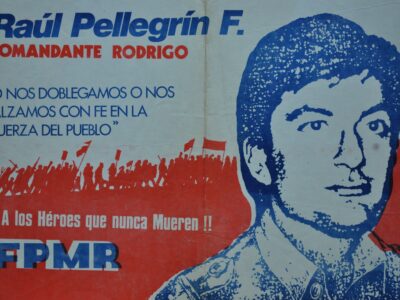 Raúl Pellegrín F.
OMANDANTE RODRIGO
O NOS DOBLEGAMOS O NOS
ALZAMOS CON FE EN LA
UERZA DEL PUEBLO"
A los Héroes que nunca Mueren !!
FPMR